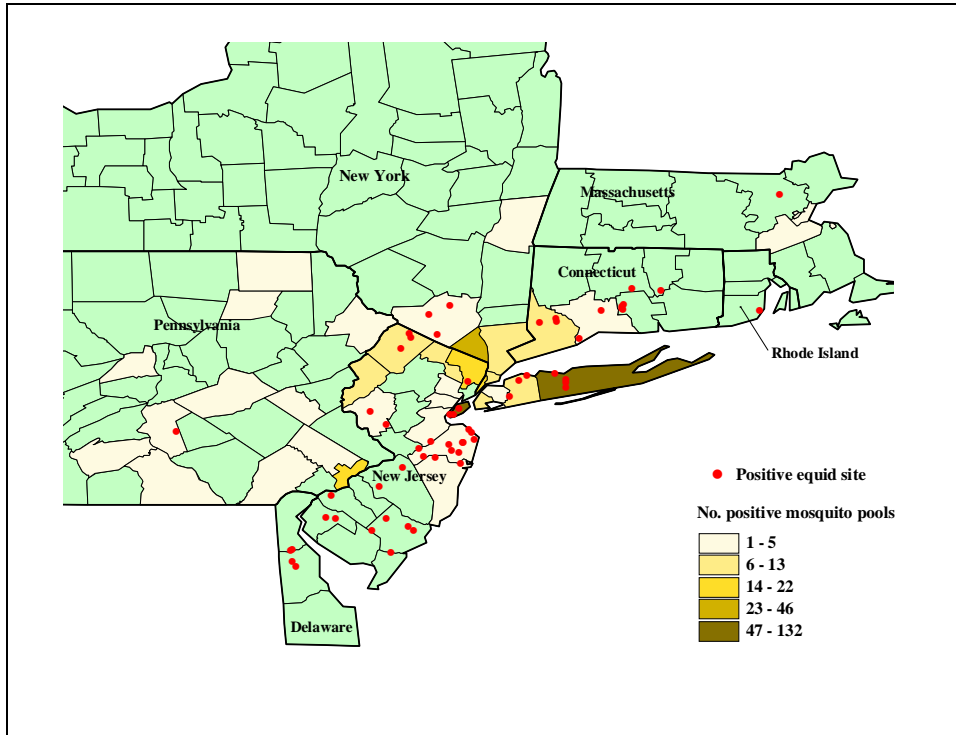 New York
Massachusetts
Connecticut
Pennsylvania
Rhode Island
New Jersey
Delaware
Positive equid site
No. positive mosquito pools
1 - 5
6 - 13
14 - 22
23 - 46
47 - 132